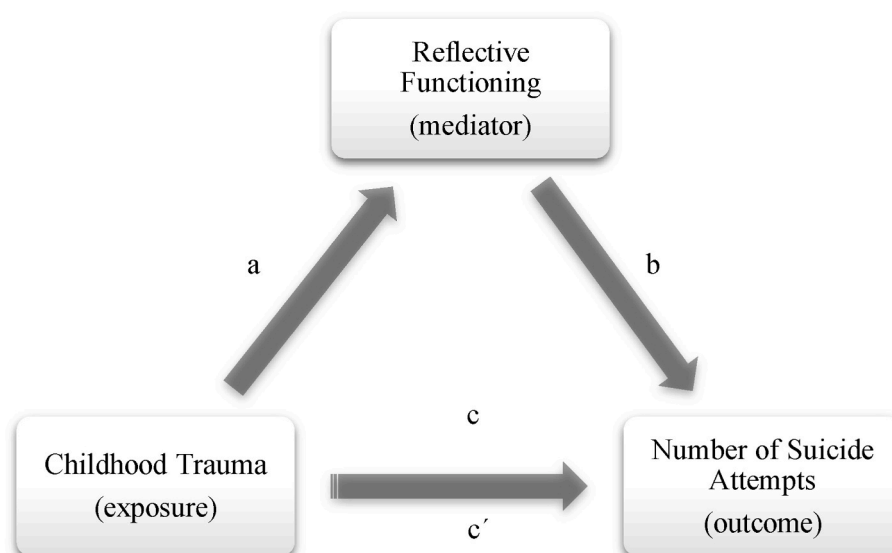 Reflective
Functioning
(mediator)
a
b
c
Childhood Trauma
(exposure)
c´
Number of Suicide
Attempts
(outcome)